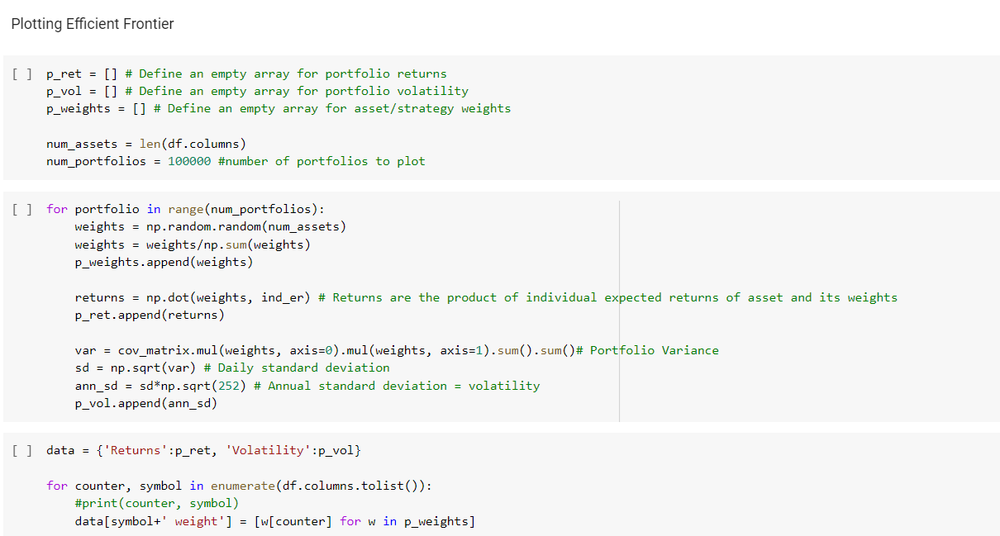 Plotting Efficient Frontier
[ ] p_ret = [] # Define an empty array for portfolio returns
p_vol = [] # Define an empty array for portfolio volatility
p_weights = [] # Define an empty array for asset/strategy weights
num_assets = len(df.columns)
num_portfolios = 100000 #number of portfolios to plot
[ ] for portfolio in range(num_portfolios):
weights = np.random.random(num_assets)
weights = weights/np.sum(weights)
p_weights.append(weights)
returns = np.dot(weights, ind_er) # Returns are the product of individual expected returns of asset and its weights
p_ret.append(returns)
var = cov_matrix.mul(weights, axis=0).mul(weights, axis=1).sum().sum()# Portfolio Variance
sd = np.sqrt(var) # Daily standard deviation
ann_sd = sd*np.sqrt(252) # Annual standard deviation = volatility
p_vol.append(ann_sd)
[ ] data = {'Returns':p_ret, 'Volatility':p_vol}
for counter, symbol in enumerate(df.columns.tolist()):
#print(counter, symbol)
data[symbol+' weight'] = [w[counter] for w in p_weights]